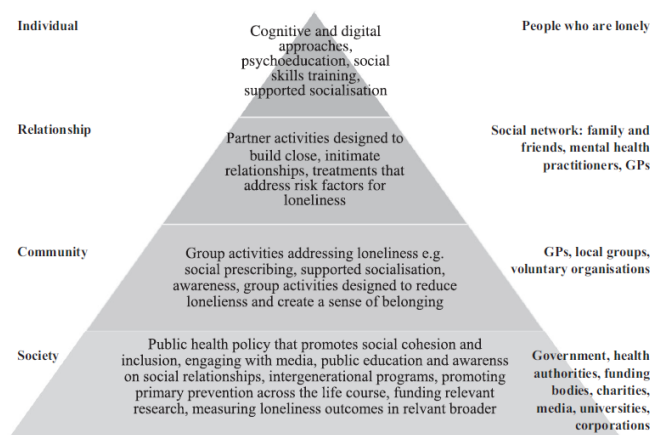 Individual
Cognitive and digital
approaches,
psychoeducation, social
skills training,
supported socialisation
People who are lonely
Relationship
Partner activities designed to
build close, initimate
relationships, treatments that
address risk factors for
loneliness
Social network: family and
friends, mental health
practitioners, GPs
Community
Group activities addressing loneliness e.g.
social prescribing, supported socialisation,
awareness, group activities designed to reduce
lonelienss and create a sense of belonging
GPs, local groups,
voluntary organisations
Society
Public health policy that promotes social cohesion and
inclusion, engaging with media, public education and awarenss
on social relationships, intergenerational programs, promoting
primary prevention across the life course, funding relevant
research, measuring loneliness outcomes in relvant broader
Government, health
authorities, funding
bodies, charities,
media, universities,
corporations